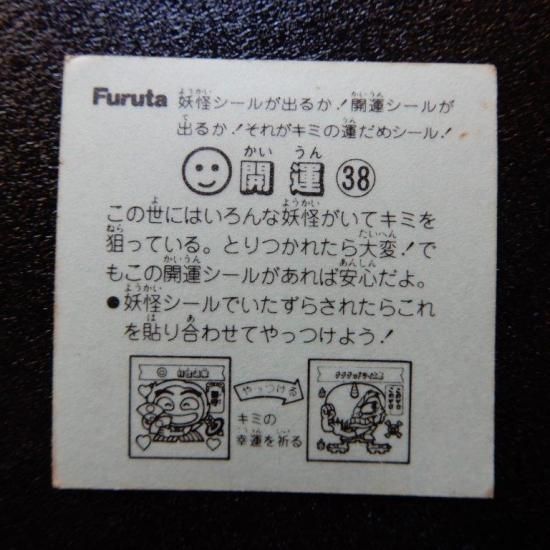 Furuta 妖怪シールが出るか!開運シールが
出るか!それがキミの運だめシール!
開運 38
この世にはいろんな妖怪がいてキミを
狙っている。とりつかれたら大変!で
もこの開運シールがあれば安心だよ。
●妖怪シールでいたずらされたらこれ
を貼り合わせてやっつけよう!
やっつける
キミの
幸運を祈る